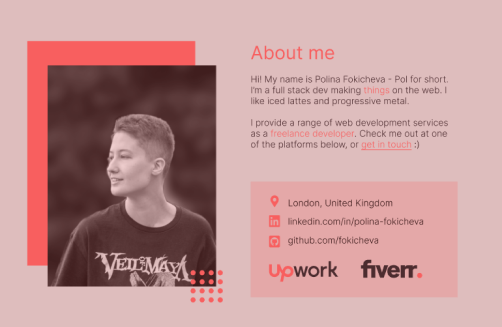 About me
Hi! My name is Polina Fokicheva - Pol for short.
I'm a full stack dev making things on the web. I
like iced lattes and progressive metal.
I provide a range of web development services
as a freelance developer. Check me out at one
of the platforms below, or get in touch :)
London, United Kingdom
linkedin.com/in/polina-fokicheva
github.com/fokicheva
upwork fiverr.
VEIL OF MAYA